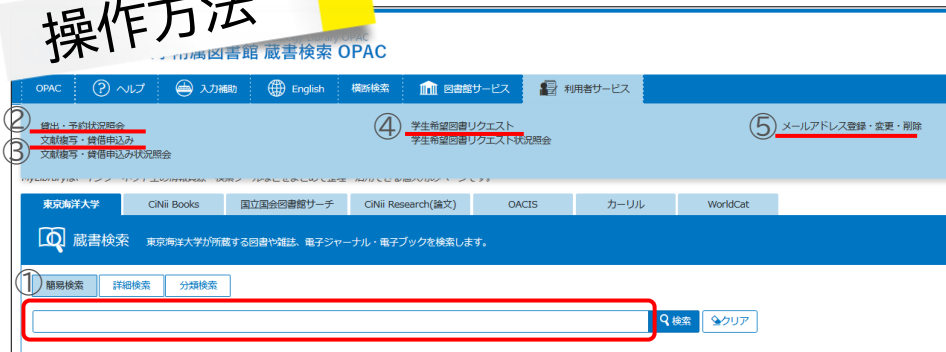 操作方法
附属図書館 蔵書検索 OPAC
OPAC ヘルプ 入力補助 English 横断検索 図書館サービス 利用者サービス
② 貸出・予約状況照会 ④ 学生希望図書リクエスト ⑤ メールアドレス登録・変更・削除
③ 文献複写・貸借申込み 学生希望図書リクエスト状況照会
文献複写・貸借申込み状況照会
東京海洋大学 CiNii Books 国立国会図書館サーチ CiNii Research(論文) OACIS カーリル WorldCat
蔵書検索 東京海洋大学が所蔵する図書や雑誌、電子ジャーナル・電子ブックを検索します。
① 簡易検索 詳細検索 分類検索
検索 クリア